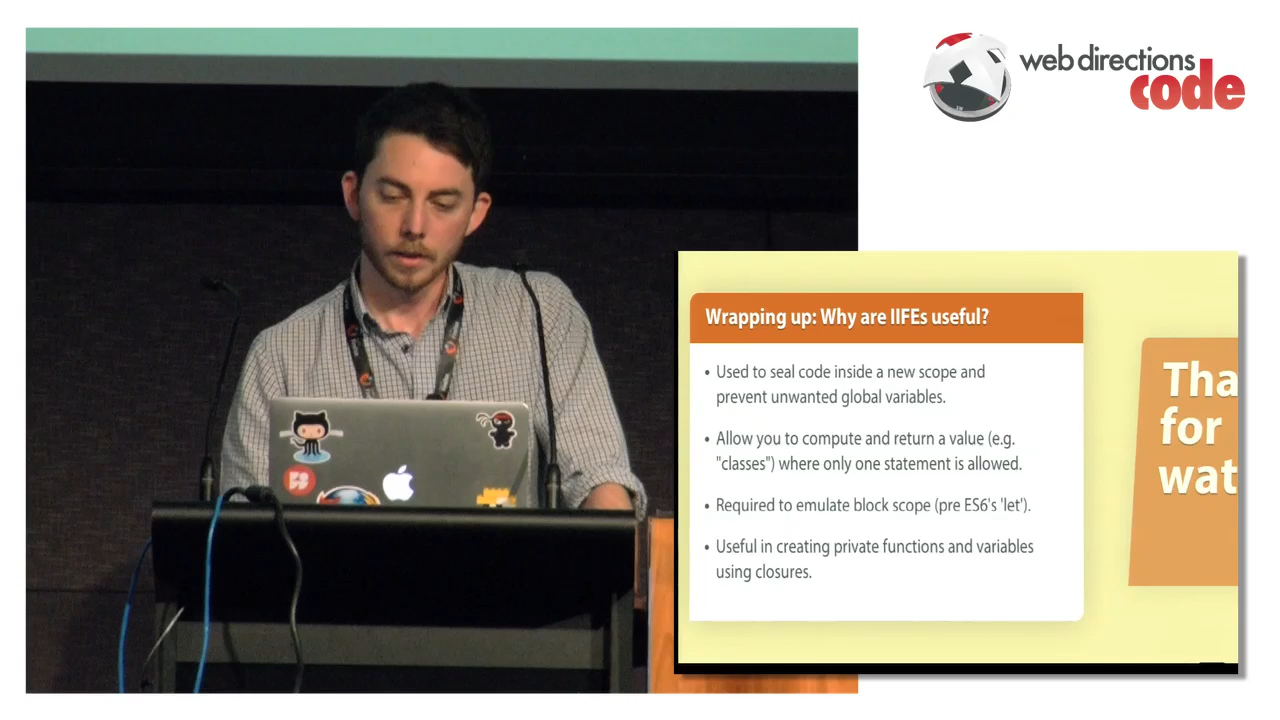 web directions
code
Wrapping up: Why are IIFEs useful?
• Used to seal code inside a new scope and
prevent unwanted global variables.
• Allow you to compute and return a value (e.g.
"classes") where only one statement is allowed.
• Required to emulate block scope (pre ES6's 'let').
• Useful in creating private functions and variables
using closures.
Tha
for
wat